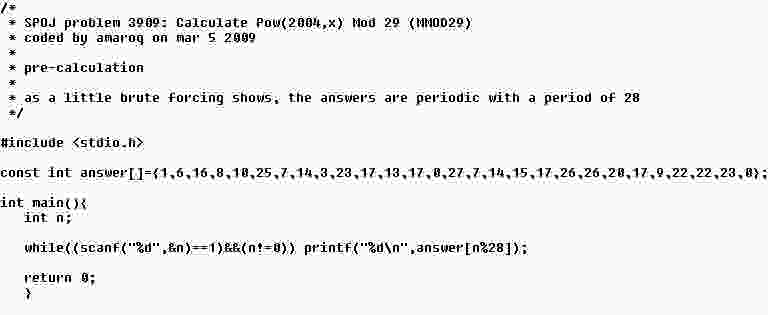 /*
 * SPOJ problem 3909: Calculate Pow(2004,x) Mod 29 (MMOD29)
 * coded by amaroq on mar 5 2009
 *
 * pre-calculation
 *
 * as a little brute forcing shows, the answers are periodic with a period of 28
 */
#include <stdio.h>
const int answer[]={1,6,16,8,10,25,7,14,3,23,17,13,17,0,27,7,14,15,17,26,26,20,17,9,22,22,23,0};
int main(){
   int n;
   while((scanf("%d",&n)==1)&&(n!=0)) printf("%d\n",answer[n%28]);
   return 0;
   }